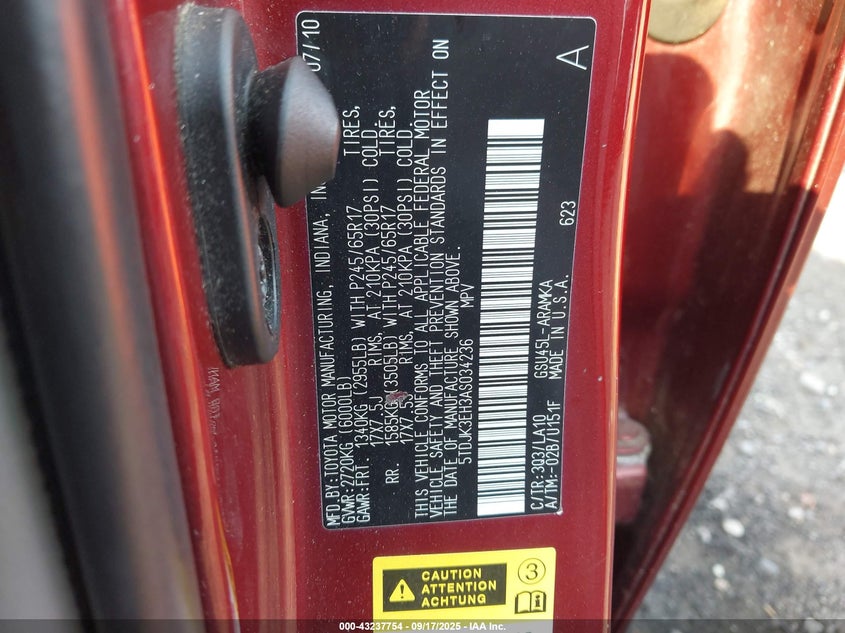 MFD.BY:TOYOTA MOTOR MANUFACTURING, INDIANA, IN 07/10
GVWR:2720KG (6000LB)
GAWR:FRT. 1340KG (2955LB) WITH P245/65R17 TIRES,
17X7.5J RIMS, AT 210KPA (30PSI) COLD
RR. 1595KG (3505LB) WITH P245/65R17 TIRES,
17X7.5J RIMS, AT 210KPA (30PSI) COLD
THIS VEHICLE CONFORMS TO ALL APPLICABLE FEDERAL MOTOR
VEHICLE SAFETY AND THEFT PREVENTION STANDARDS IN EFFECT ON
THE DATE OF MANUFACTURE SHOWN ABOVE.
5TDJK3EH3AS034236 MPV
C/TR:3Q3/LA10 GSU45L-ARAMKA
A/TM:-02B/U151F MADE IN U.S.A. 623
A
CAUTION
ATTENTION
ACHTUNG
3
000-43237754 - 09/17/2025 - IAA Inc.